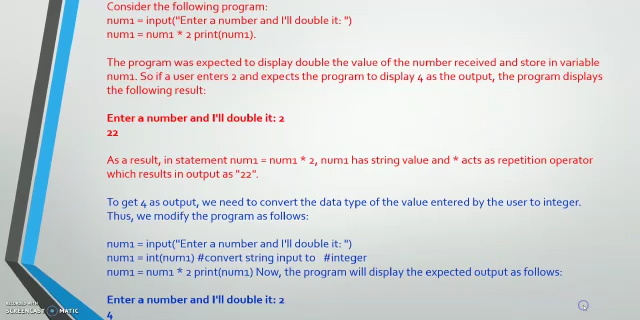 Consider the following program:
num1 = input("Enter a number and I'll double it: ")
num1 = num1 * 2 print(num1).
The program was expected to display double the value of the number received and store in variable
num1. So if a user enters 2 and expects the program to display 4 as the output, the program displays
the following result:
Enter a number and I'll double it: 2
22
As a result, in statement num1 = num1 * 2, num1 has string value and * acts as repetition operator
which results in output as "22".
To get 4 as output, we need to convert the data type of the value entered by the user to integer.
Thus, we modify the program as follows:
num1 = input("Enter a number and I'll double it: ")
num1 = int(num1) #convert string input to #integer
num1 = num1 * 2 print(num1) Now, the program will display the expected output as follows:
Enter a number and I'll double it: 2
4
RECORDED WITH
SCREENCAST MATIC